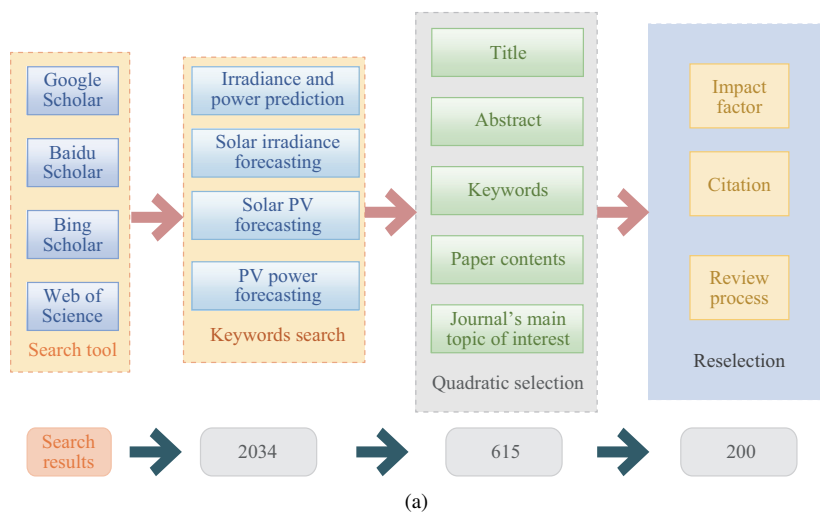 Google
Scholar
Baidu
Scholar
Bing
Scholar
Web of
Science
Search tool
Irradiance and
power prediction
Solar irradiance
forecasting
Solar PV
forecasting
PV power
forecasting
Keywords search
Title
Abstract
Keywords
Paper contents
Journal’s main
topic of interest
Quadratic selection
Impact
factor
Citation
Review
process
Reselection
Search
results
2034
615
200
(a)